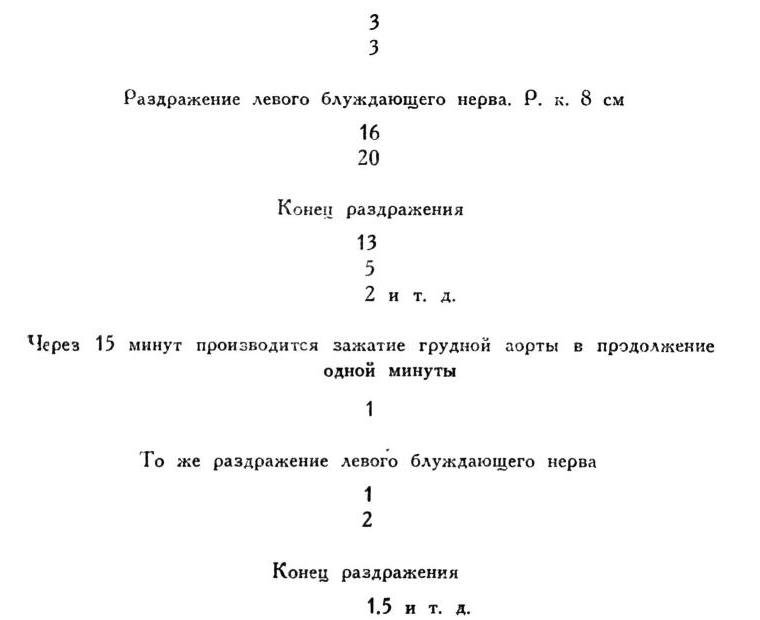 3
3
Раздражение левого блуждающего нерва. Р. к. 8 см
16
20
Конец раздражения
13
5
2 и т. д.
Через 15 минут производится зажатие грудной аорты в продолжение
одной минуты
1
То же раздражение левого блуждающего нерва
1
2
Конец раздражения
1.5 и т. д.